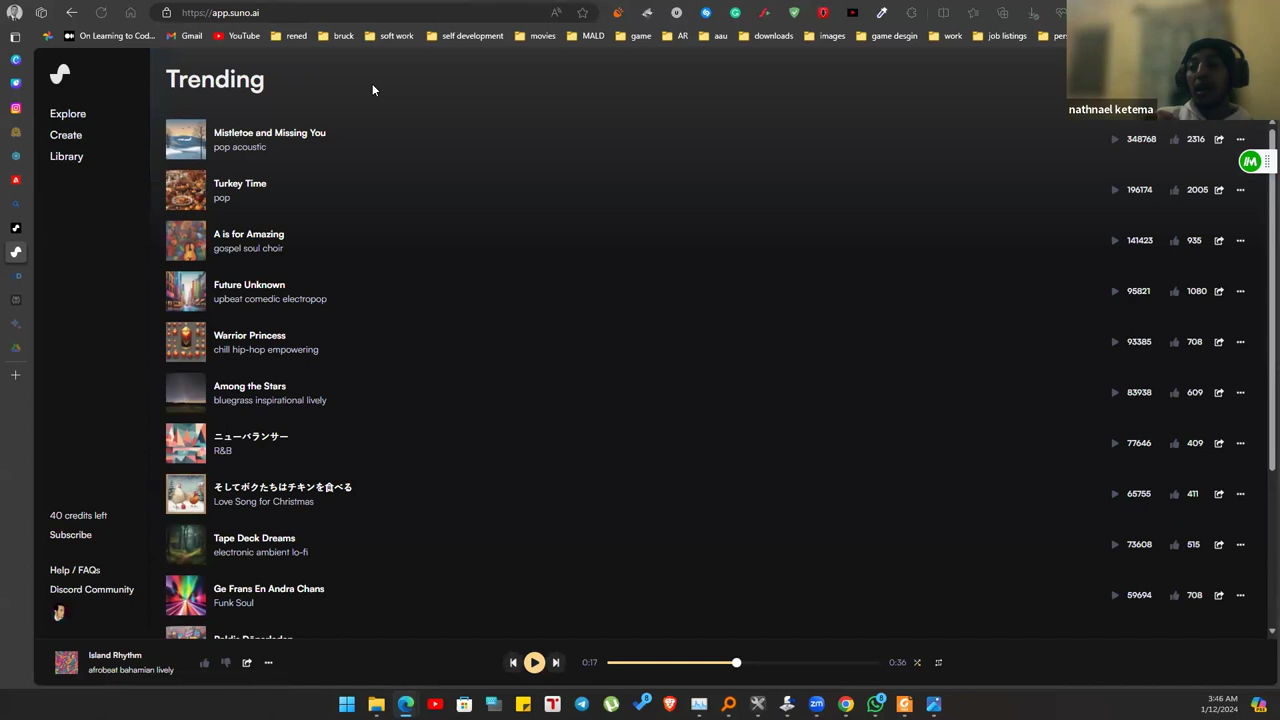 https://app.suno.ai
On Learning to Cod...
Gmail
YouTube
rened
bruck
soft work
self development
movies
MALD
game
AR
aau
downloads
images
game desgin
work
job listings
nathnael ketema
Explore
Create
Library
40 credits left
Subscribe
Help / FAQs
Discord Community
Trending
Mistletoe and Missing You
pop acoustic
348768
2316
Turkey Time
pop
196174
2005
A is for Amazing
gospel soul choir
141423
935
Future Unknown
upbeat comedic electropop
95821
1080
Warrior Princess
chill hip-hop empowering
93385
708
Among the Stars
bluegrass inspirational lively
83938
609
ニューバランサー
R&B
77646
409
そしてボクたちはチキンを食べる
Love Song for Christmas
65755
411
Tape Deck Dreams
electronic ambient lo-fi
73608
515
Ge Frans En Andra Chans
Funk Soul
59694
708
Island Rhythm
afrobeat bahamian lively
0:17
0:36
3:46 AM
1/12/2024